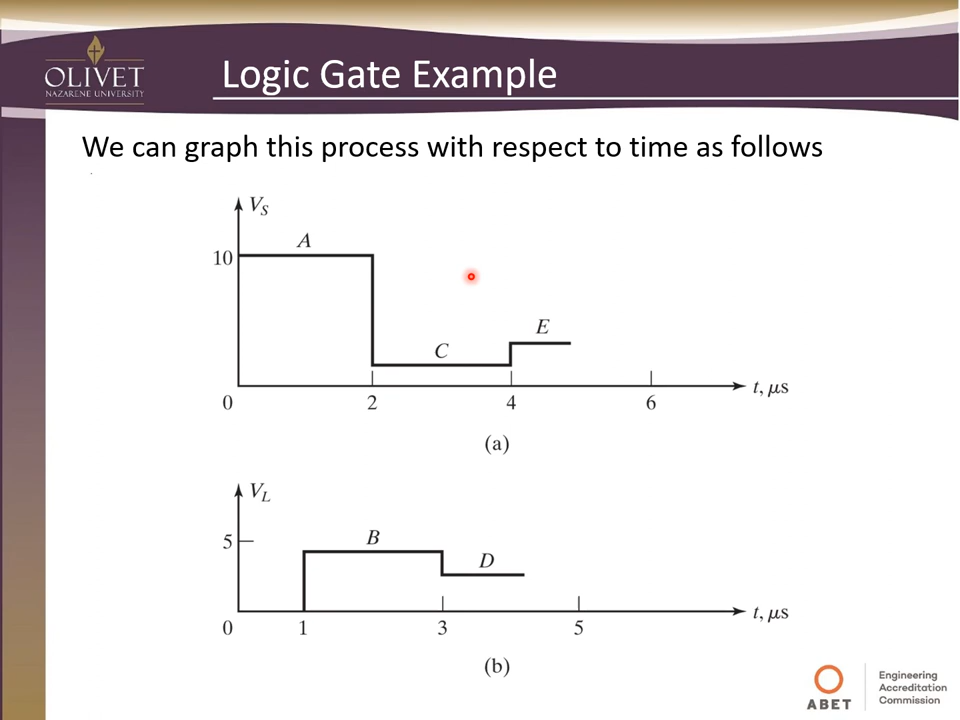 OLIVET
NAZARENE UNIVERSITY
Logic Gate Example
We can graph this process with respect to time as follows
V_S
A
10
E
C
t, μs
0
2
4
6
(a)
V_L
5
B
D
t, μs
0
1
3
5
(b)
ABET
Engineering
Accreditation
Commission